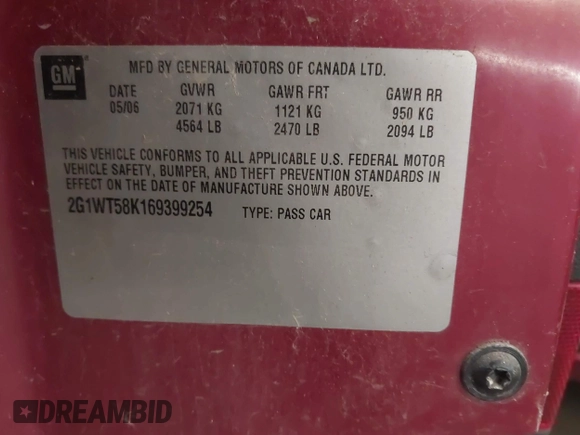 GM
MFD BY GENERAL MOTORS OF CANADA LTD.
DATE GVWR GAWR FRT GAWR RR
05/06 2071 KG 1121 KG 950 KG
4564 LB 2470 LB 2094 LB
THIS VEHICLE CONFORMS TO ALL APPLICABLE U.S. FEDERAL MOTOR
VEHICLE SAFETY, BUMPER, AND THEFT PREVENTION STANDARDS IN
EFFECT ON THE DATE OF MANUFACTURE SHOWN ABOVE.
2G1WT58K169399254 TYPE: PASS CAR
DREAMBID